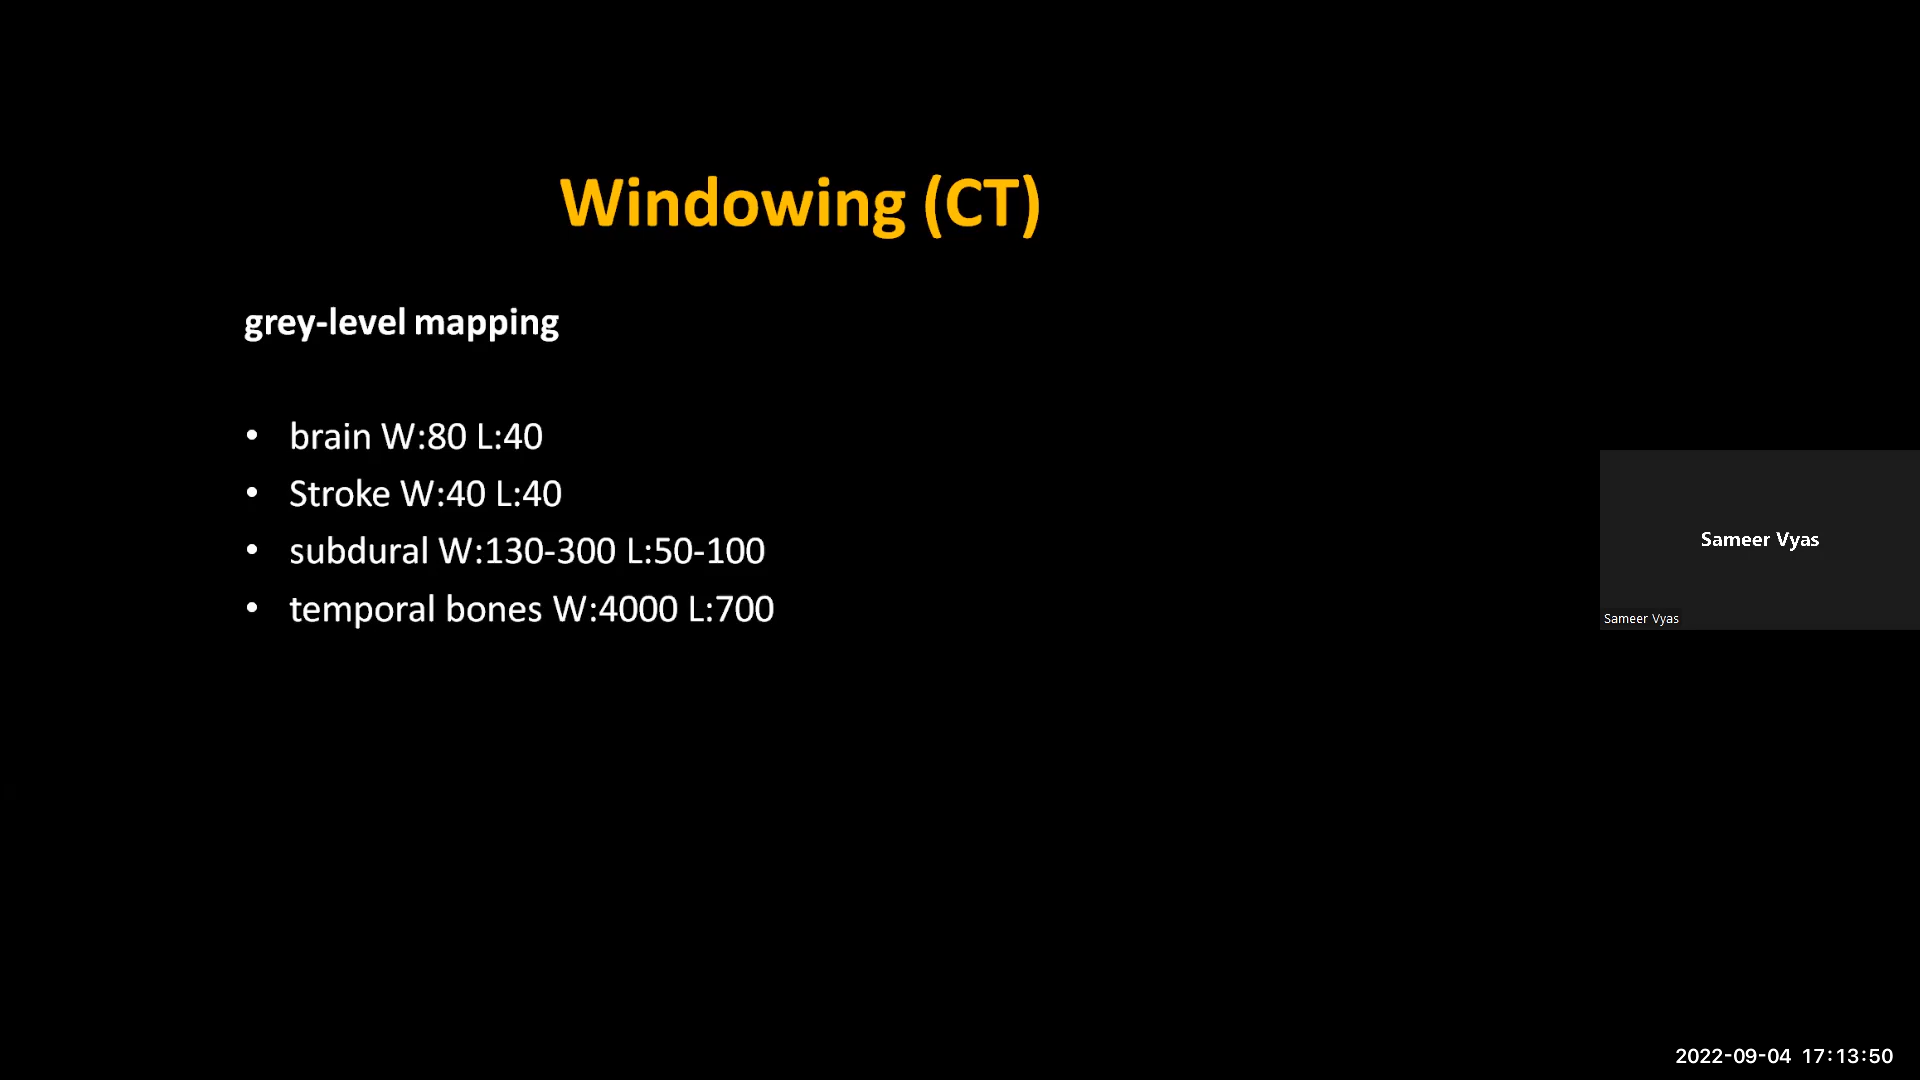 Windowing (CT)
grey-level mapping
• brain W:80 L:40
• Stroke W:40 L:40
• subdural W:130-300 L:50-100
• temporal bones W:4000 L:700
Sameer Vyas
Sameer Vyas
2022-09-04 17:13:50